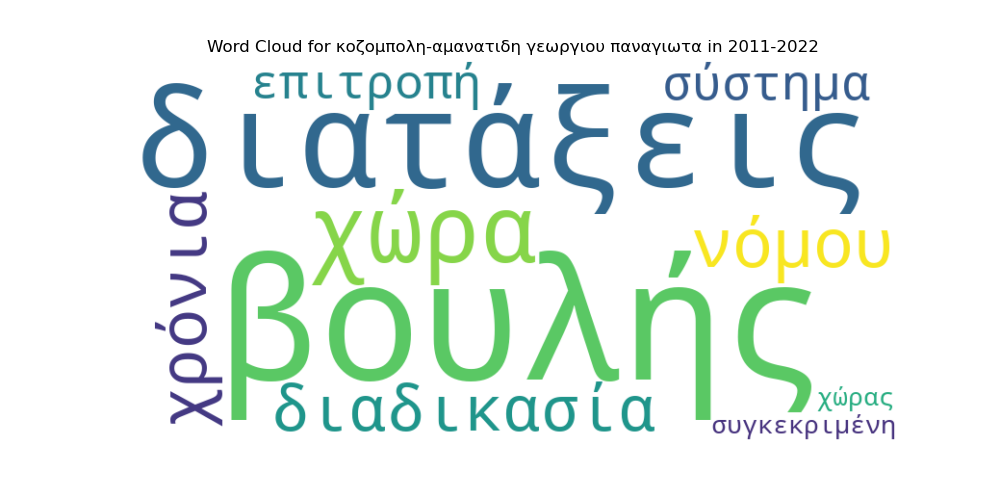 Word Cloud for κοζομπολη-αμανατιδη γεωργιου παναγιωτα in 2011-2022
επιτροπή
σύστημα
διατάξεις
χρόνια
χώρα
νόμου
βουλής
διαδικασία
χώρας
συγκεκριμένη